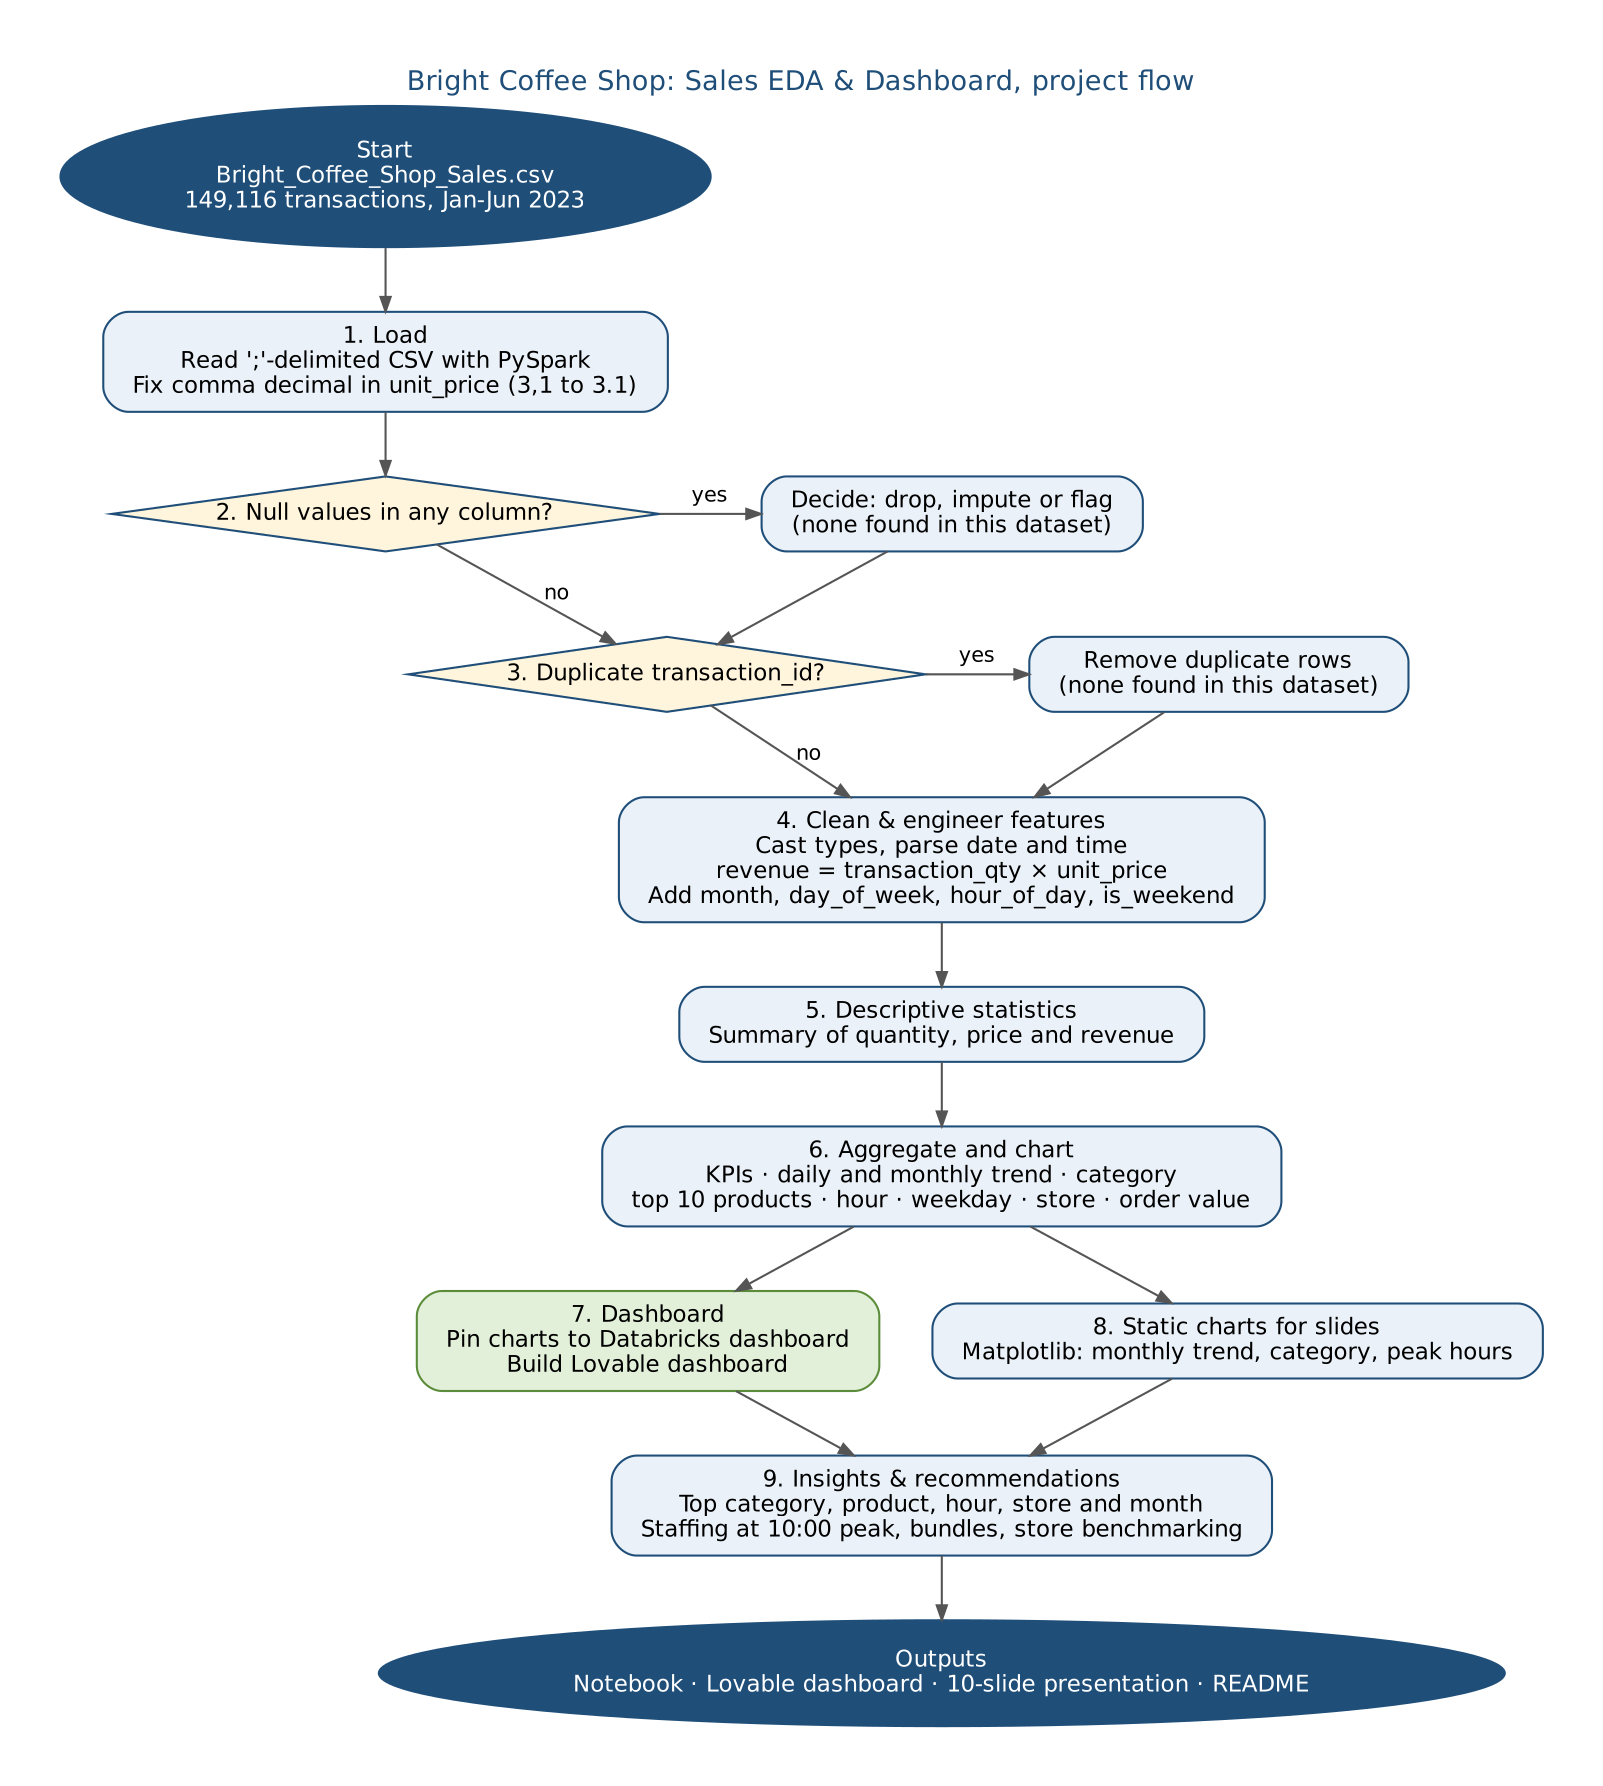 Bright Coffee Shop: Sales EDA & Dashboard, project flow
Start
Bright_Coffee_Shop_Sales.csv
149,116 transactions, Jan-Jun 2023
1. Load
Read ';'-delimited CSV with PySpark
Fix comma decimal in unit_price (3,1 to 3.1)
2. Null values in any column?
yes
Decide: drop, impute or flag
(none found in this dataset)
no
3. Duplicate transaction_id?
yes
Remove duplicate rows
(none found in this dataset)
no
4. Clean & engineer features
Cast types, parse date and time
revenue = transaction_qty × unit_price
Add month, day_of_week, hour_of_day, is_weekend
5. Descriptive statistics
Summary of quantity, price and revenue
6. Aggregate and chart
KPIs · daily and monthly trend · category
top 10 products · hour · weekday · store · order value
7. Dashboard
Pin charts to Databricks dashboard
Build Lovable dashboard
8. Static charts for slides
Matplotlib: monthly trend, category, peak hours
9. Insights & recommendations
Top category, product, hour, store and month
Staffing at 10:00 peak, bundles, store benchmarking
Outputs
Notebook · Lovable dashboard · 10-slide presentation · README